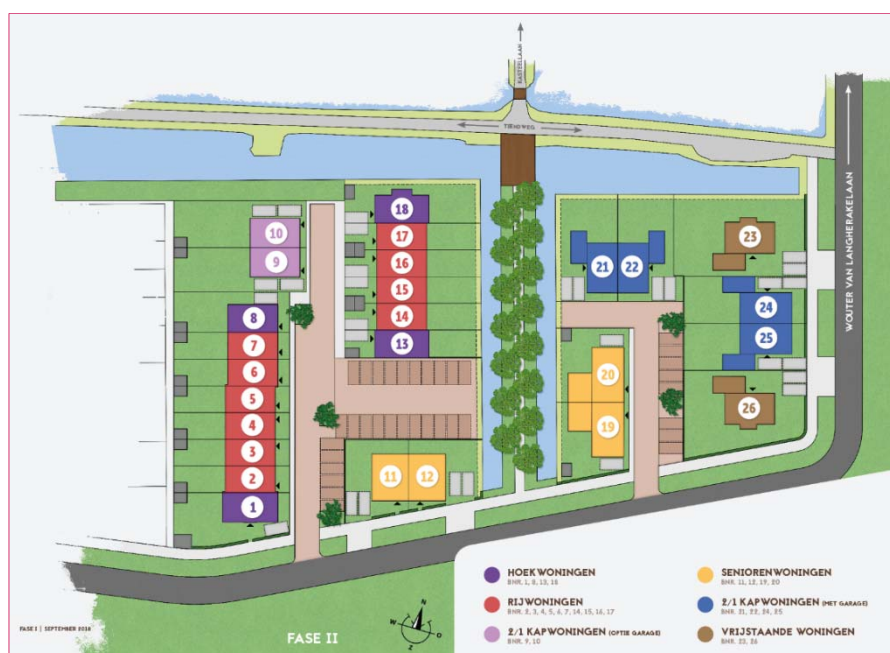 KASTEELLAAN
TIENDWEG
WOUTER VAN LANGHERAKELAAN
10
9
8
7
6
5
4
3
2
1
18
17
16
15
14
13
11
12
21
22
20
19
23
24
25
26
HOEKWONINGEN
BNR. 1, 8, 13, 18
RIJWONINGEN
BNR. 2, 3, 4, 5, 6, 7, 14, 15, 16, 17
2/1 KAPWONINGEN (OPTIE GARAGE)
BNR. 9, 10
SENIORENWONINGEN
BNR. 11, 12, 19, 20
2/1 KAPWONINGEN (MET GARAGE)
BNR. 21, 22, 24, 25
VRIJSTAANDE WONINGEN
BNR. 23, 26
FASE I | SEPTEMBER 2016
FASE II
N
W
O
Z